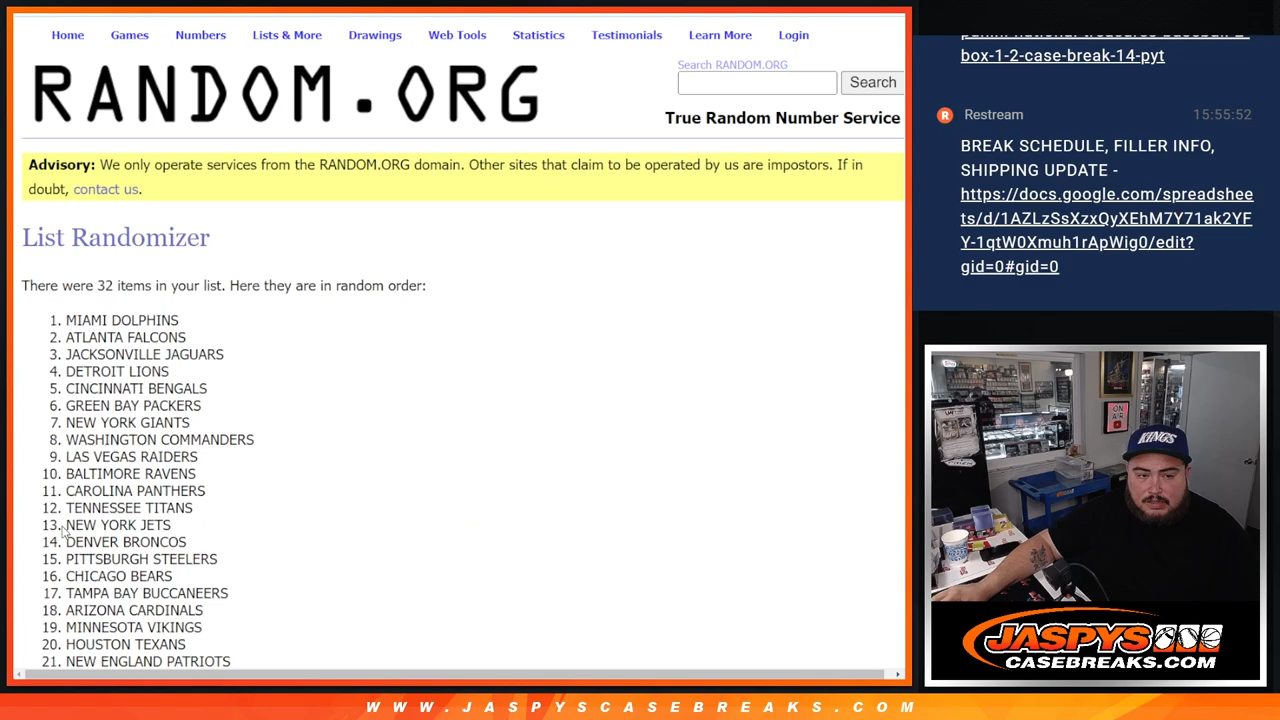 Home Games Numbers Lists & More Drawings Web Tools Statistics Testimonials Learn More Login
Search RANDOM.ORG
RANDOM.ORG
Search
True Random Number Service
Advisory: We only operate services from the RANDOM.ORG domain. Other sites that claim to be operated by us are impostors. If in
doubt, contact us.
List Randomizer
There were 32 items in your list. Here they are in random order:
1. MIAMI DOLPHINS
2. ATLANTA FALCONS
3. JACKSONVILLE JAGUARS
4. DETROIT LIONS
5. CINCINNATI BENGALS
6. GREEN BAY PACKERS
7. NEW YORK GIANTS
8. WASHINGTON COMMANDERS
9. LAS VEGAS RAIDERS
10. BALTIMORE RAVENS
11. CAROLINA PANTHERS
12. TENNESSEE TITANS
13. NEW YORK JETS
14. DENVER BRONCOS
15. PITTSBURGH STEELERS
16. CHICAGO BEARS
17. TAMPA BAY BUCCANEERS
18. ARIZONA CARDINALS
19. MINNESOTA VIKINGS
20. HOUSTON TEXANS
21. NEW ENGLAND PATRIOTS
panini-national-treasures-baseball-2-
box-1-2-case-break-14-pyt
Restream 15:55:52
BREAK SCHEDULE, FILLER INFO,
SHIPPING UPDATE -
https://docs.google.com/spreadshee
ts/d/1AZLzSsXzxQyXEhM7Y71ak2YF
Y-1qtW0Xmuh1rApWig0/edit?
gid=0#gid=0
ON
AIR
KINGS
JASPYS
CASEBREAKS.COM
WWW.JASPYSCASEBREAKS.COM